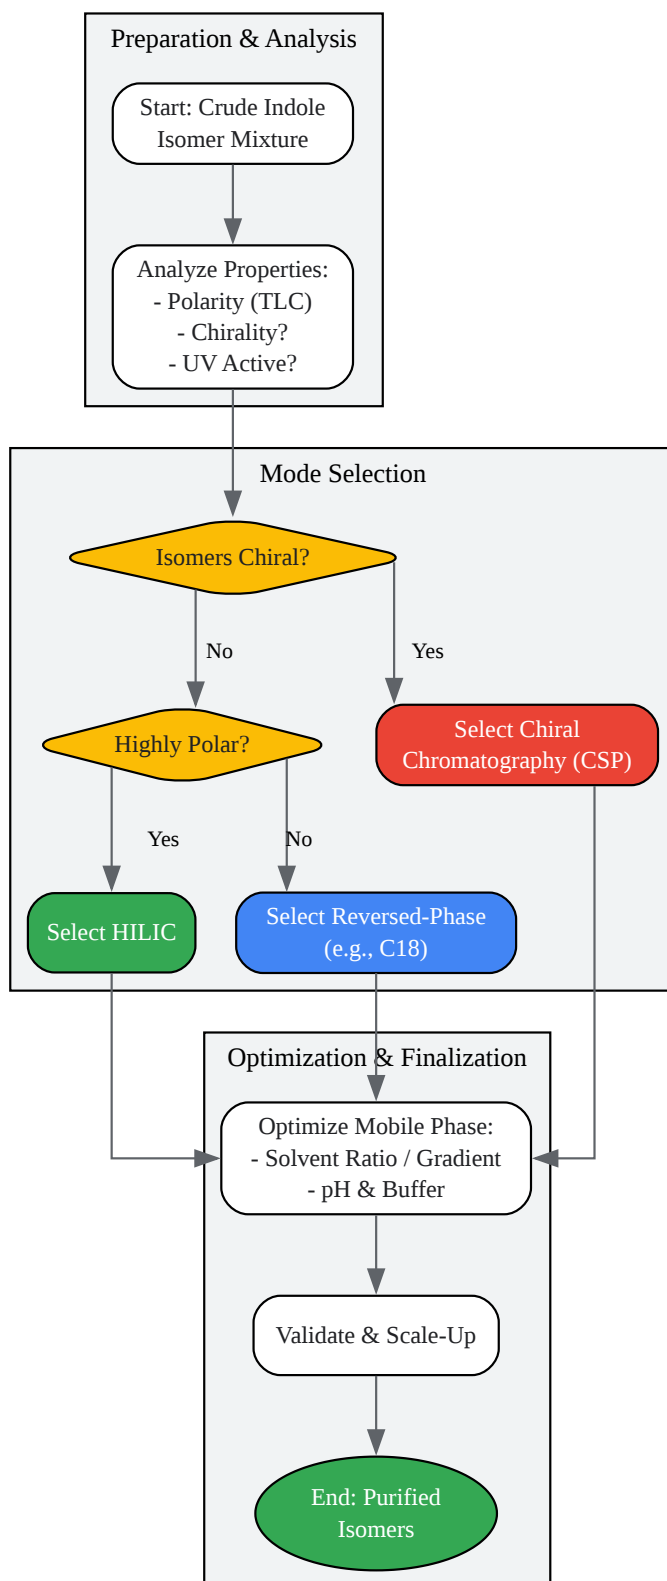 Preparation & Analysis
Start: Crude Indole
Isomer Mixture
Analyze Properties:
- Polarity (TLC)
- Chirality?
- UV Active?
Mode Selection
Isomers Chiral?
No
Yes
Highly Polar?
Select Chiral
Chromatography (CSP)
Yes
No
Select HILIC
Select Reversed-Phase
(e.g., C18)
Optimization & Finalization
Optimize Mobile Phase:
- Solvent Ratio / Gradient
- pH & Buffer
Validate & Scale-Up
End: Purified
Isomers